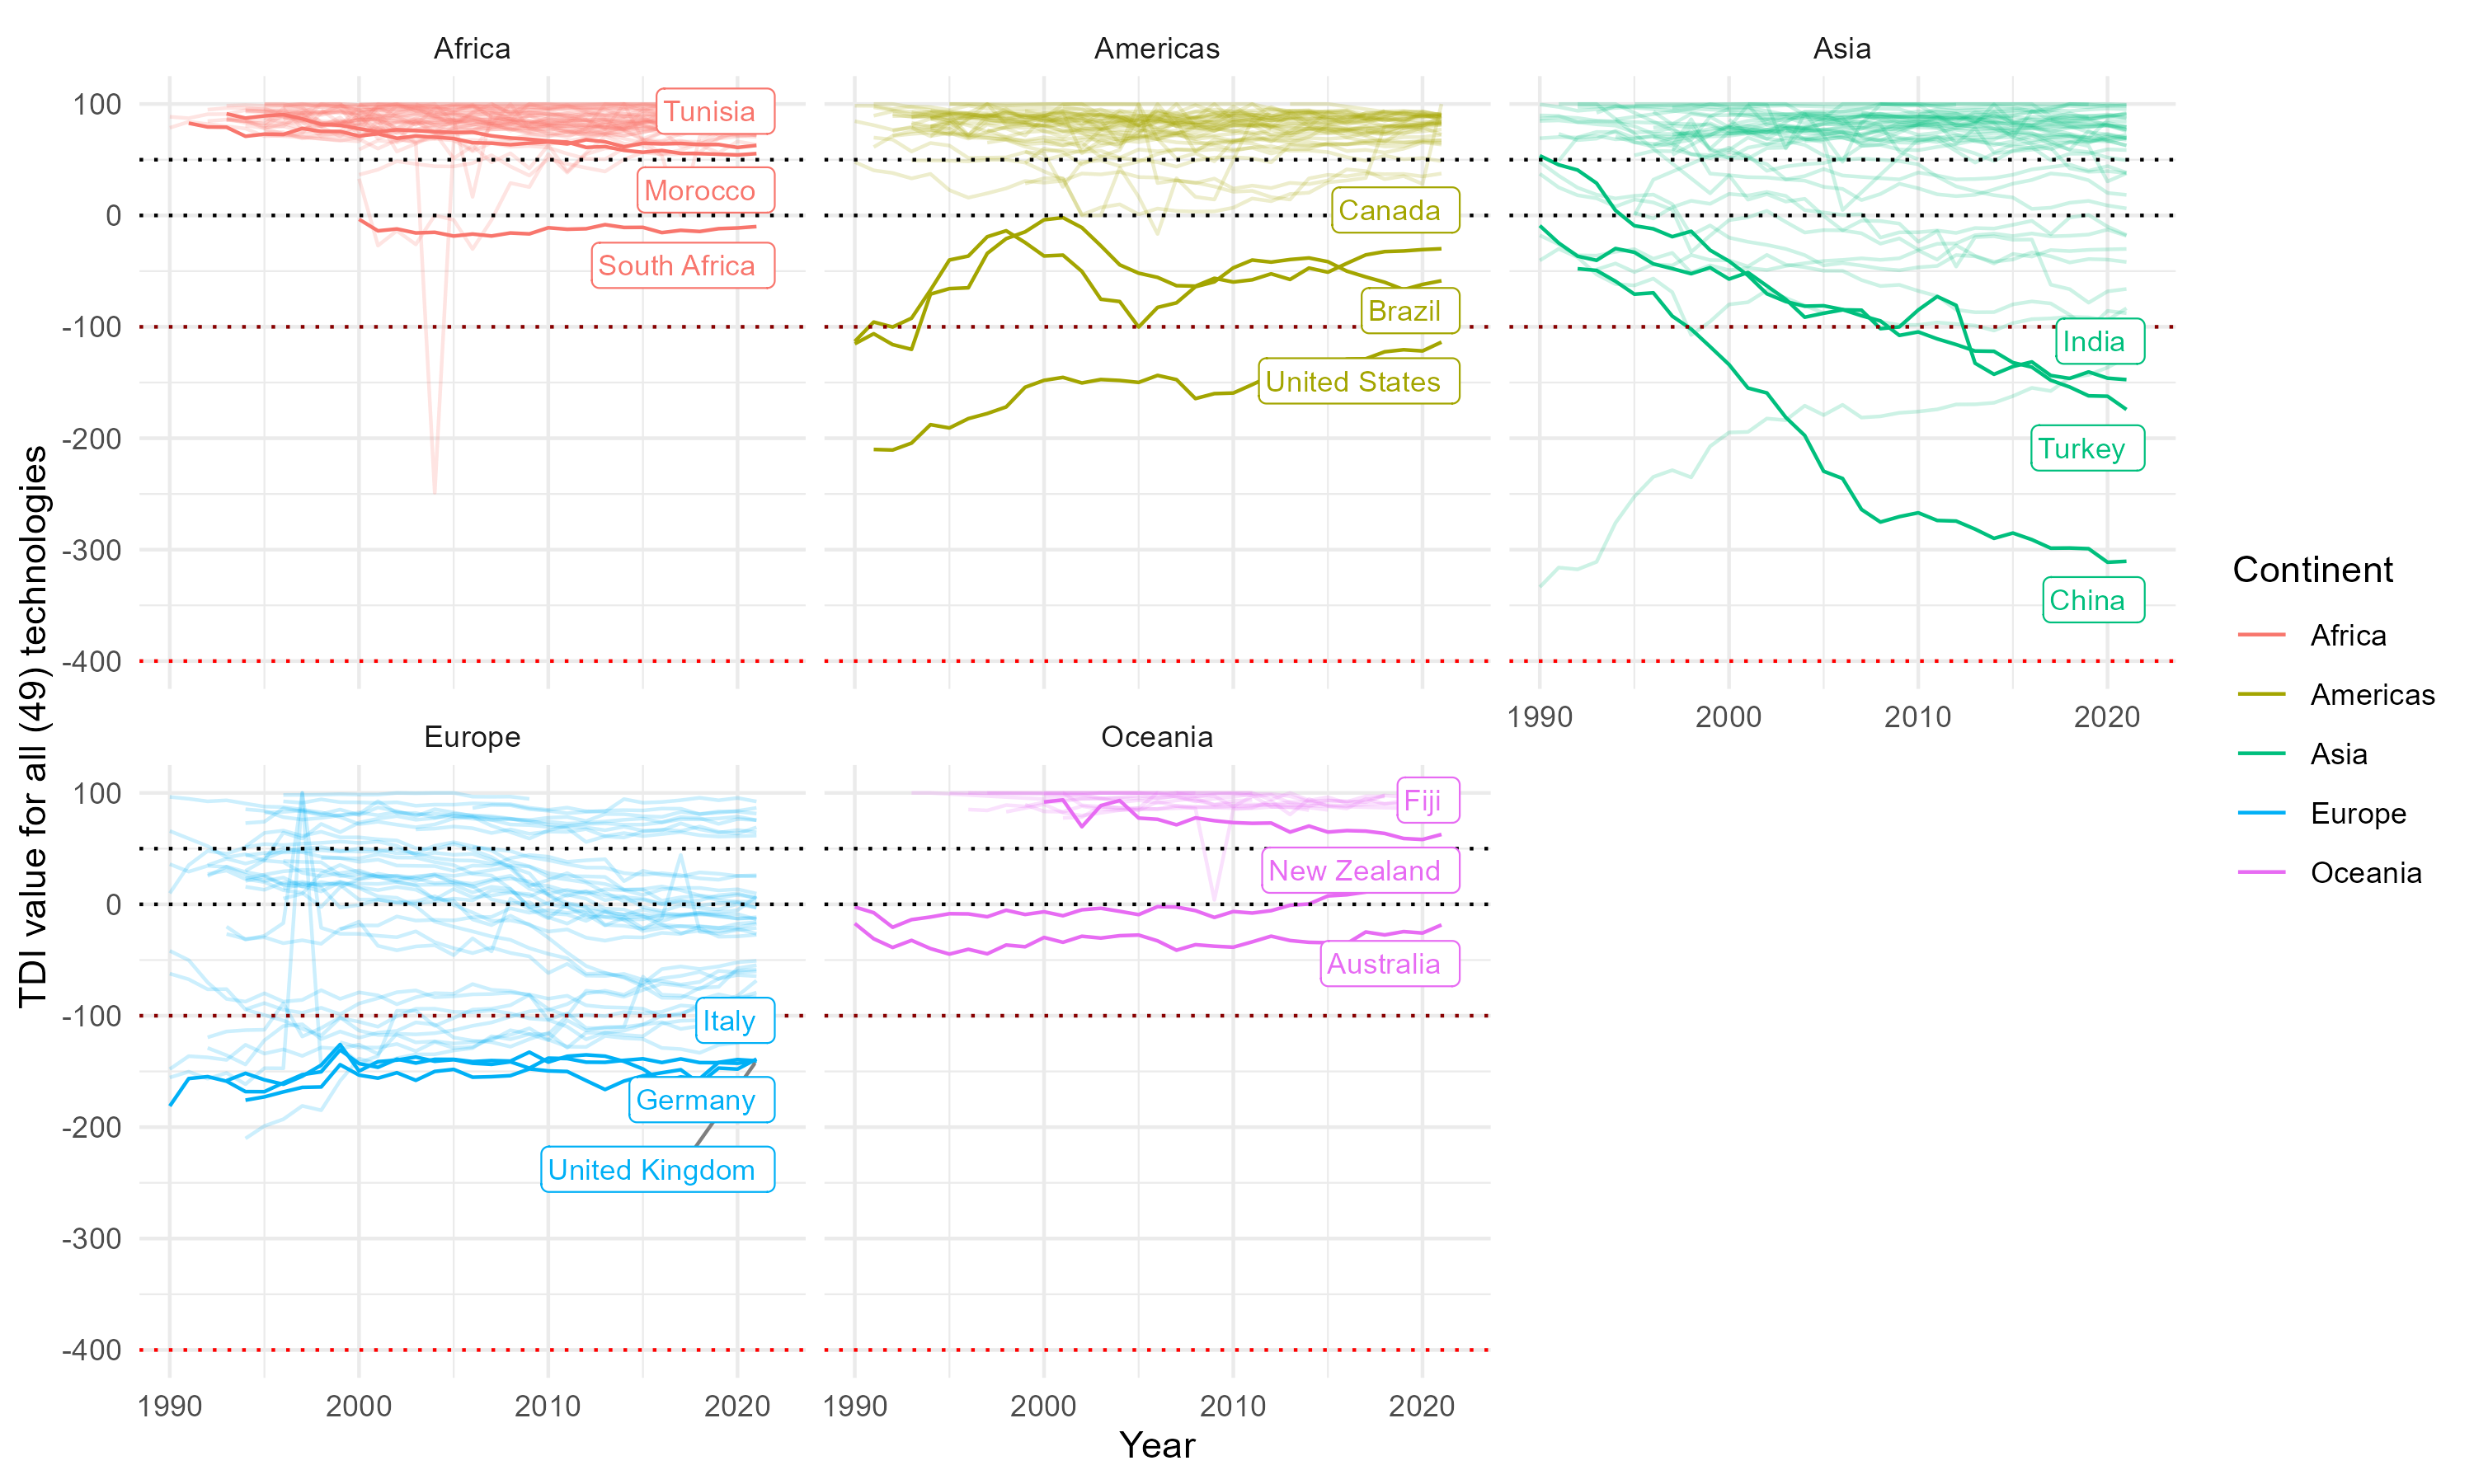 Africa
Americas
Asia
100
0
-100
-200
-300
-400
Tunisia
Morocco
South Africa
Canada
Brazil
United States
India
Turkey
China
1990
2000
2010
2020
Europe
Oceania
100
0
-100
-200
-300
-400
Italy
Germany
United Kingdom
Fiji
New Zealand
Australia
1990
2000
2010
2020
1990
2000
2010
2020
Year
TDI value for all (49) technologies
Continent
Africa
Americas
Asia
Europe
Oceania